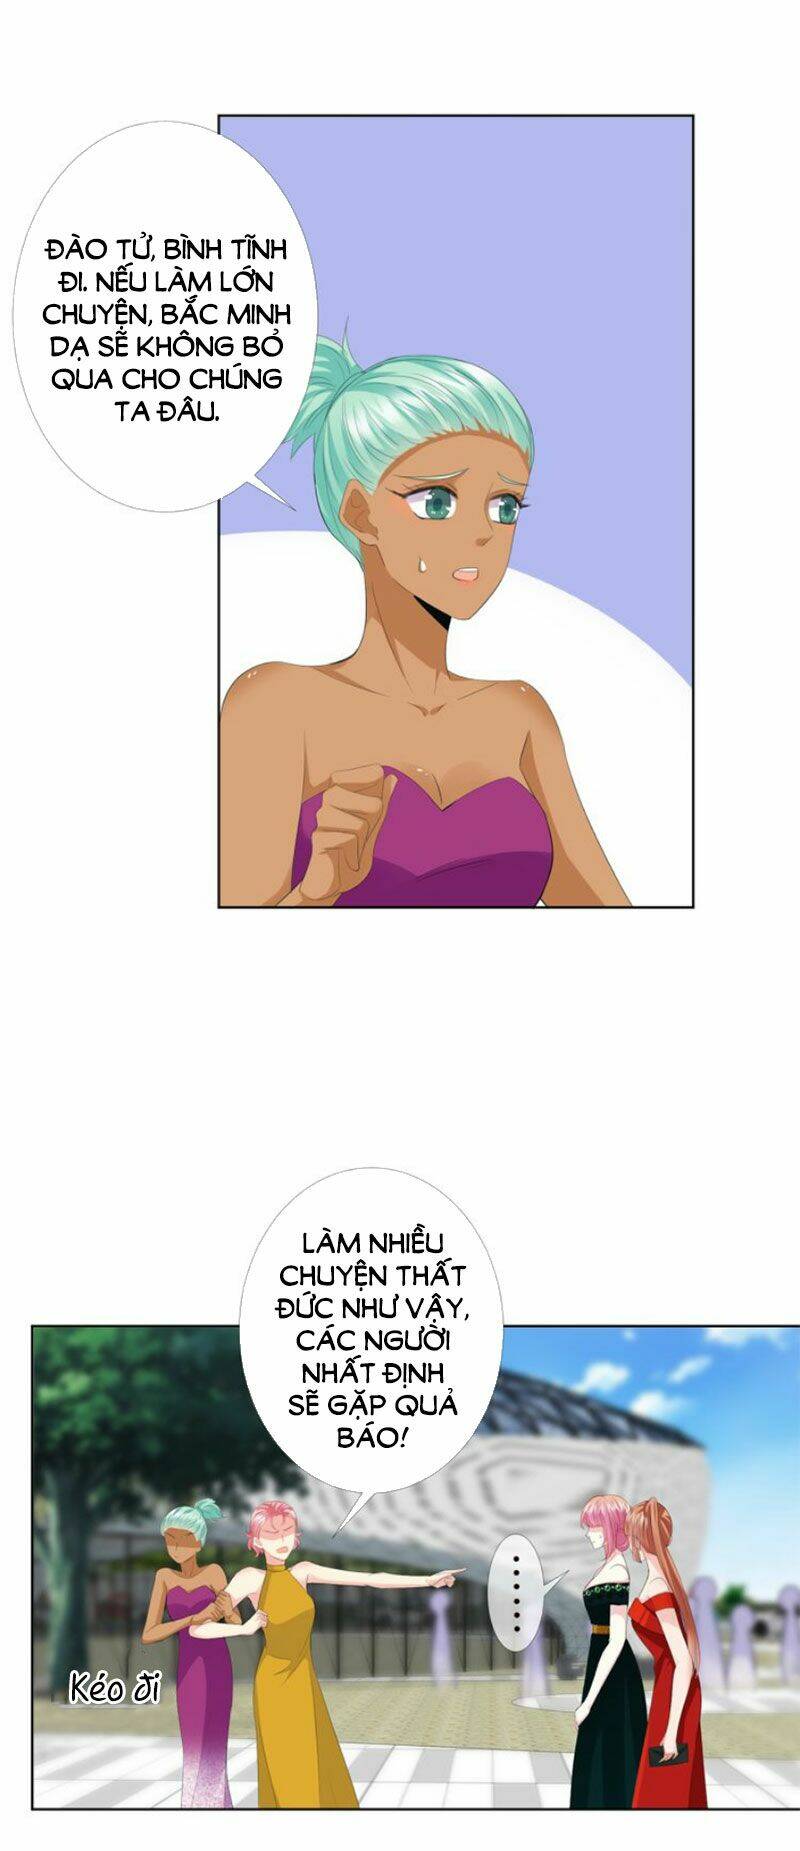 ĐÀO TỬ, BÌNH TĨNH
ĐI. NẾU LÀM LỚN
CHUYỆN, BẮC MINH
DẠ SẼ KHÔNG BỎ
QUA CHO CHÚNG
TA ĐÂU.
LÀM NHIỀU
CHUYỆN THẤT
ĐỨC NHƯ VẬY,
CÁC NGƯỜI
NHẤT ĐỊNH
SẼ GẶP QUẢ
BÁO!
......
Kéo đi